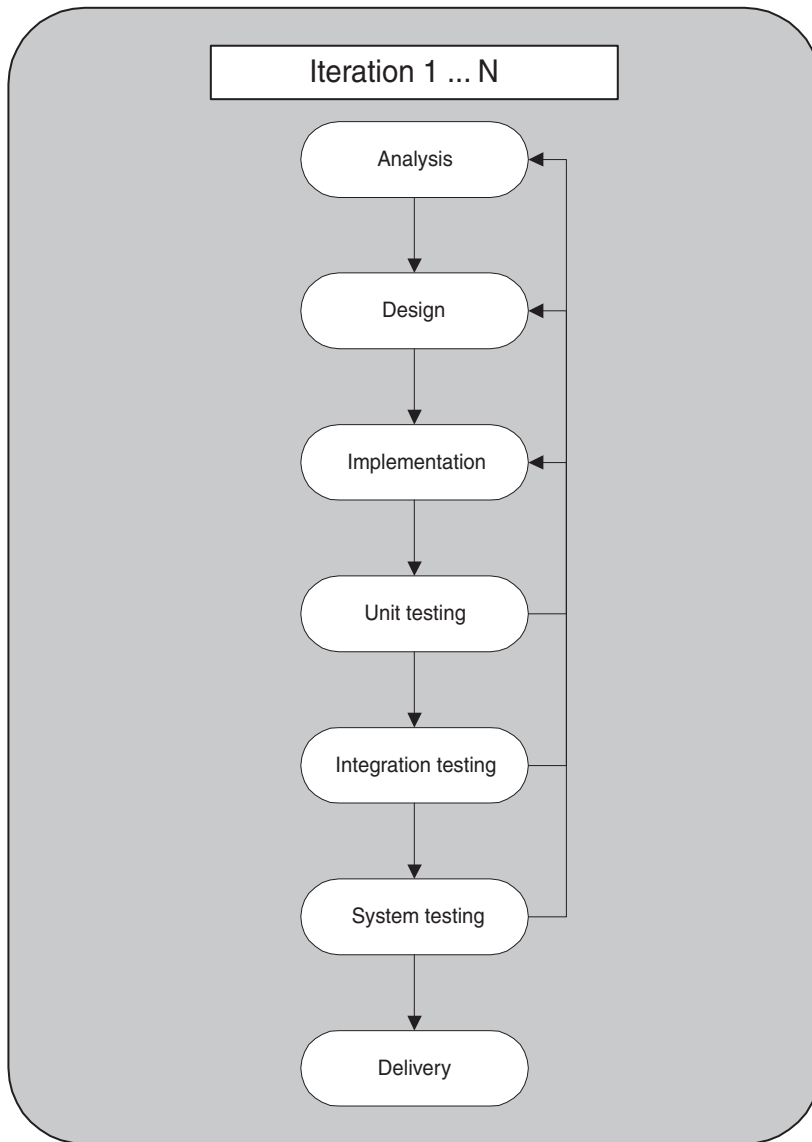 Iteration 1 ... N
Analysis
Design
Implementation
Unit testing
Integration testing
System testing
Delivery